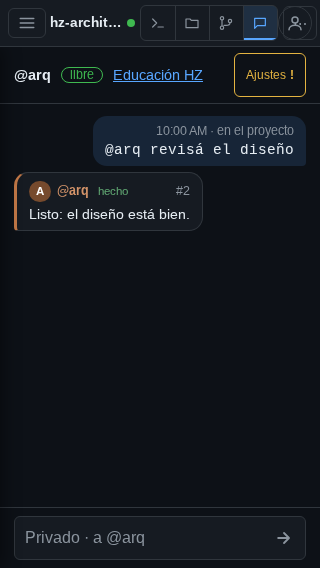 hz-archit...
@arq libre Educación HZ Ajustes !
10:00 AM · en el proyecto
@arq revisá el diseño
A @arq hecho #2
Listo: el diseño está bien.
Privado · a @arq